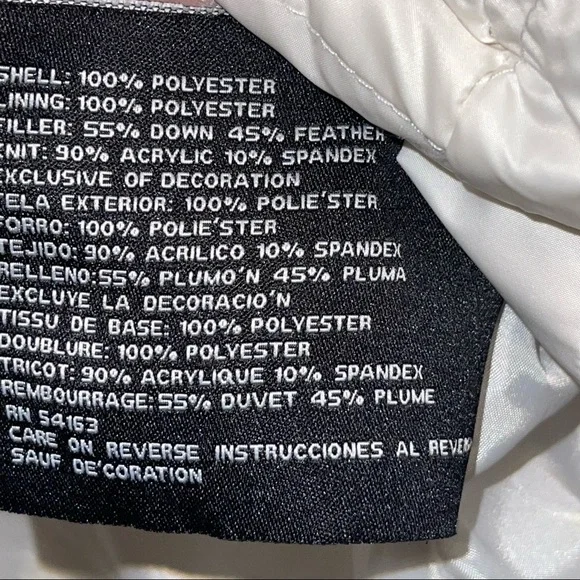 SHELL: 100% POLYESTER
LINING: 100% POLYESTER
FILLER: 55% DOWN 45% FEATHER
KNIT: 90% ACRYLIC 10% SPANDEX
EXCLUSIVE OF DECORATION
TELA EXTERIOR: 100% POLIE'STER
FORRO: 100% POLIE'STER
TEJIDO: 90% ACRILICO 10% SPANDEX
RELLENO:55% PLUMO'N 45% PLUMA
EXCLUYE LA DECORACIO'N
TISSU DE BASE: 100% POLYESTER
DOUBLURE: 100% POLYESTER
TRICOT: 90% ACRYLIQUE 10% SPANDEX
REMBOURRAGE:55% DUVET 45% PLUME
RN 54163
CARE ON REVERSE INSTRUCCIONES AL REVE
SAUF DE'CORATION